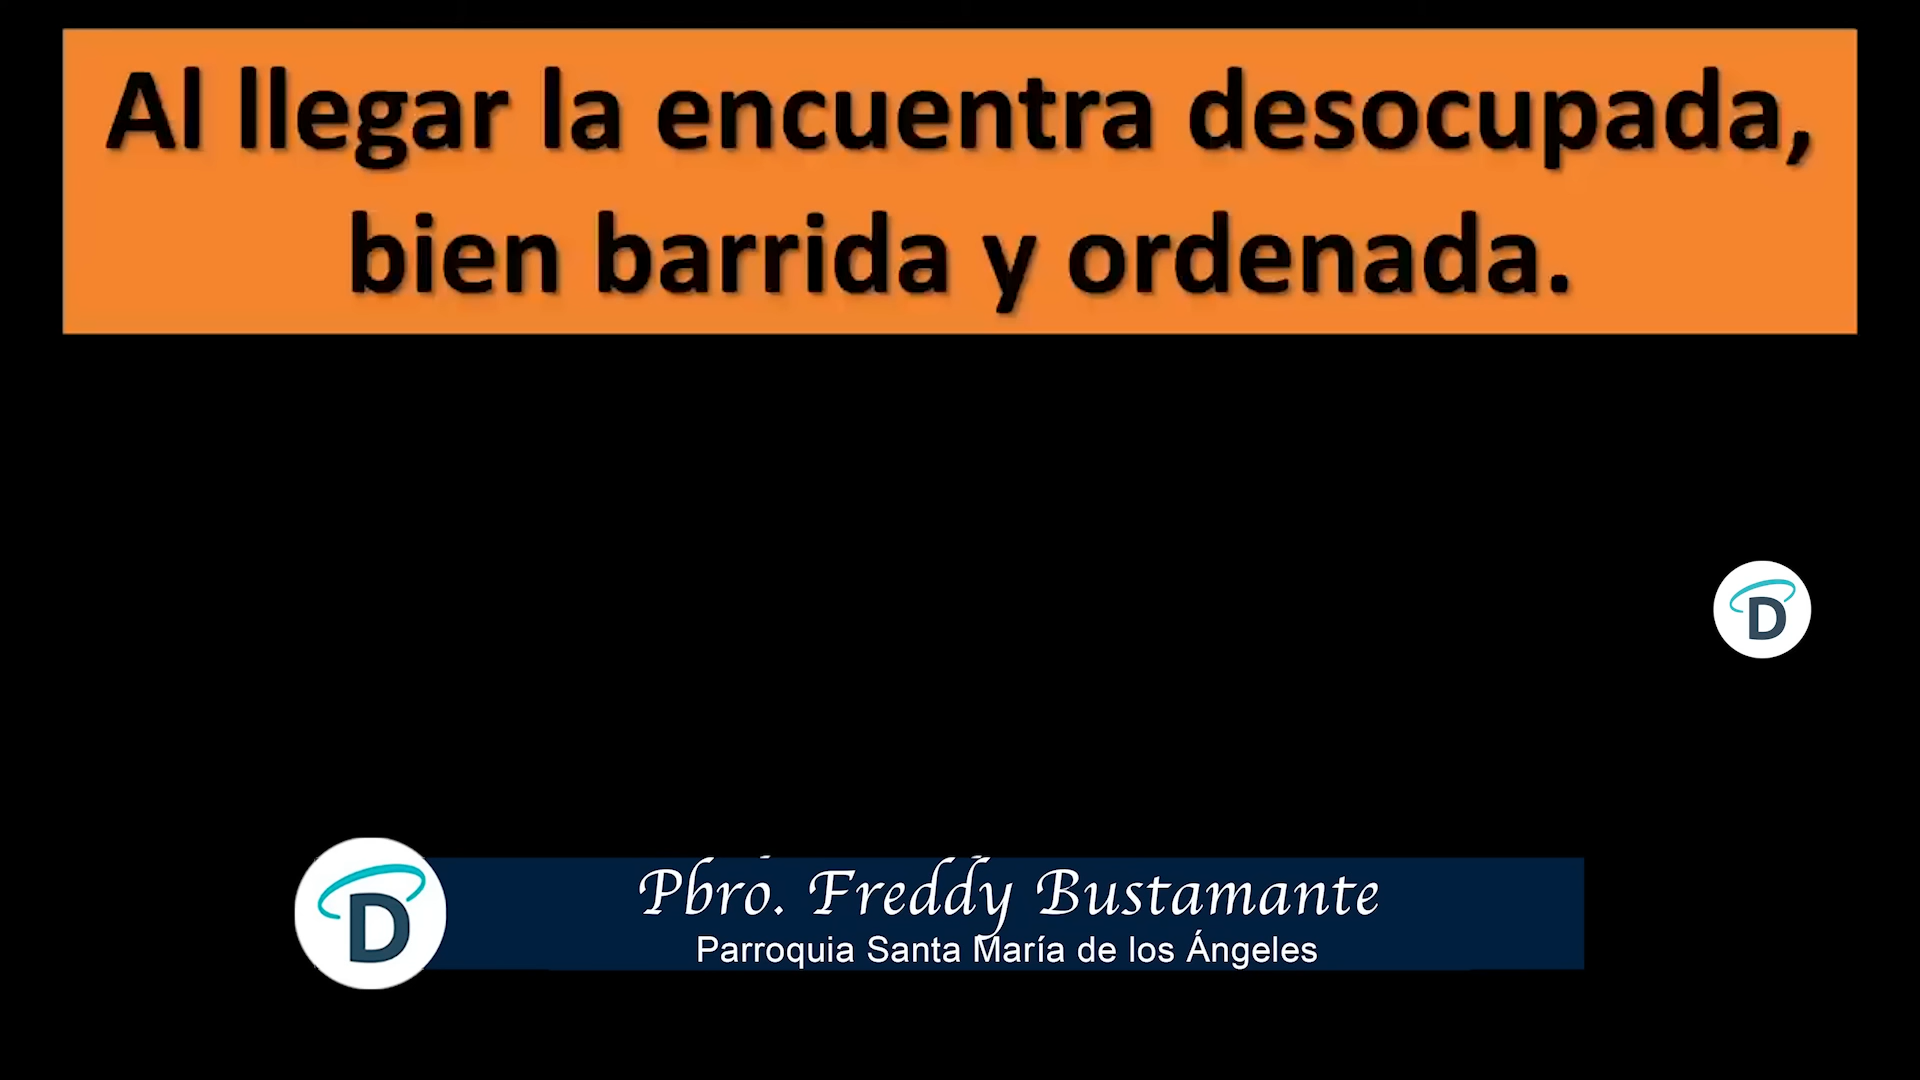 Al llegar la encuentra desocupada,
bien barrida y ordenada.
D
D
Pbro. Freddy Bustamante
Parroquia Santa María de los Ángeles